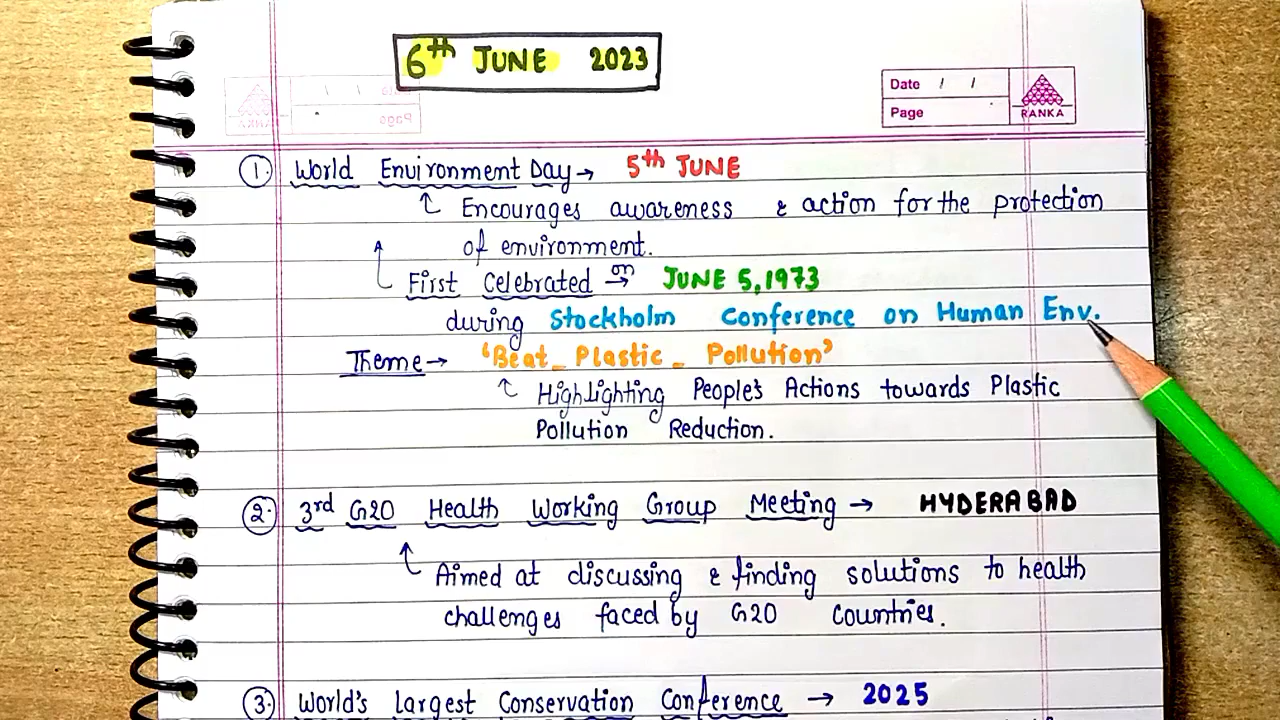 6th JUNE 2023
Date / /
Page
RANKA
1. World Environment Day → 5th JUNE
Encourages awareness & action for the protection
of environment.
First Celebrated on → JUNE 5, 1973
during Stockholm Conference on Human Env.
Theme → 'Beat Plastic Pollution'
Highlighting People's Actions towards Plastic
Pollution Reduction.
2. 3rd G20 Health Working Group Meeting → HYDERABAD
Aimed at discussing & finding solutions to health
challenges faced by G20 countries.
3. World's largest Conservation Conference → 2025